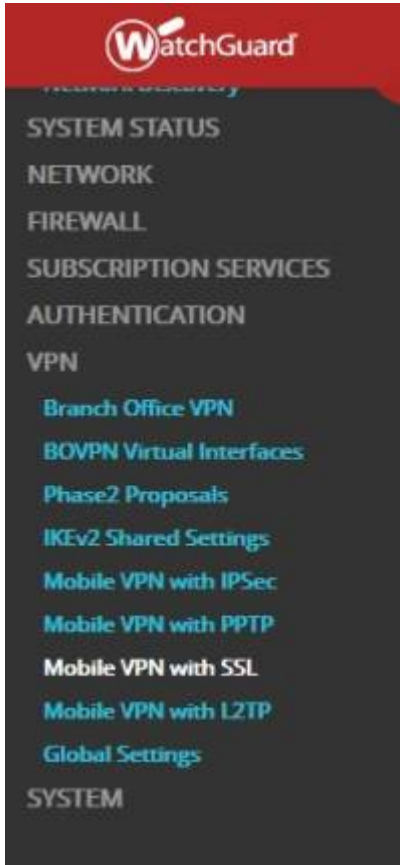 WatchGuard
Network Discovery
SYSTEM STATUS
NETWORK
FIREWALL
SUBSCRIPTION SERVICES
AUTHENTICATION
VPN
Branch Office VPN
BOVPN Virtual Interfaces
Phase2 Proposals
IKEv2 Shared Settings
Mobile VPN with IPSec
Mobile VPN with PPTP
Mobile VPN with SSL
Mobile VPN with L2TP
Global Settings
SYSTEM